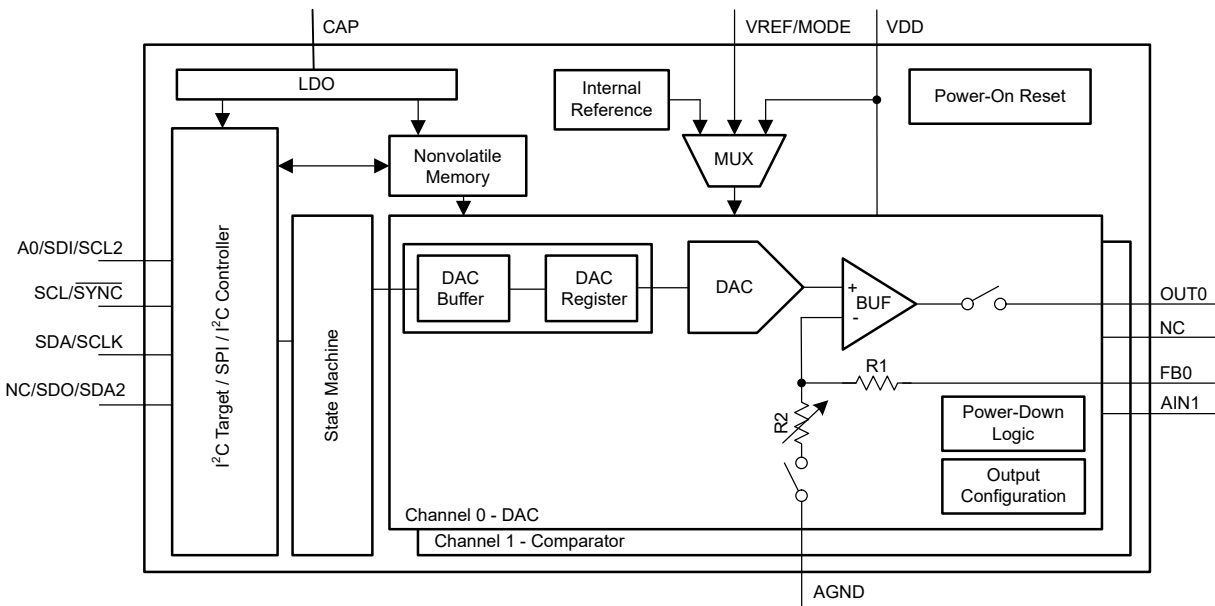 CAP
VREF/MODE
VDD
LDO
Internal
Reference
Power-On Reset
MUX
Nonvolatile
Memory
I²C Target / SPI / I²C Controller
State Machine
A0/SDI/SCL2
SCL/S̅Y̅N̅C̅
SDA/SCLK
NC/SDO/SDA2
DAC
Buffer
DAC
Register
DAC
+
BUF
-
OUT0
NC
R1
FB0
AIN1
R2
Power-Down
Logic
Output
Configuration
Channel 0 - DAC
Channel 1 - Comparator
AGND